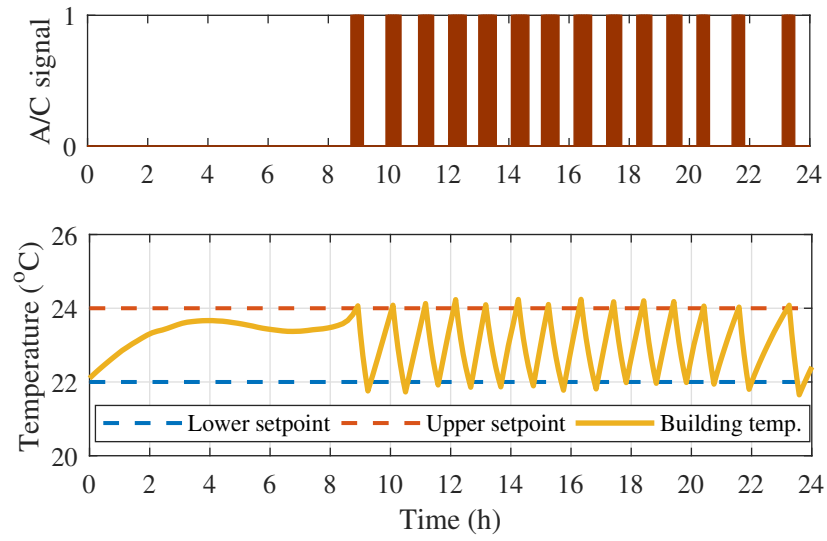 A/C signal
1
0
0 2 4 6 8 10 12 14 16 18 20 22 24
Temperature (°C)
26
24
22
20
Lower setpoint Upper setpoint Building temp.
0 2 4 6 8 10 12 14 16 18 20 22 24
Time (h)